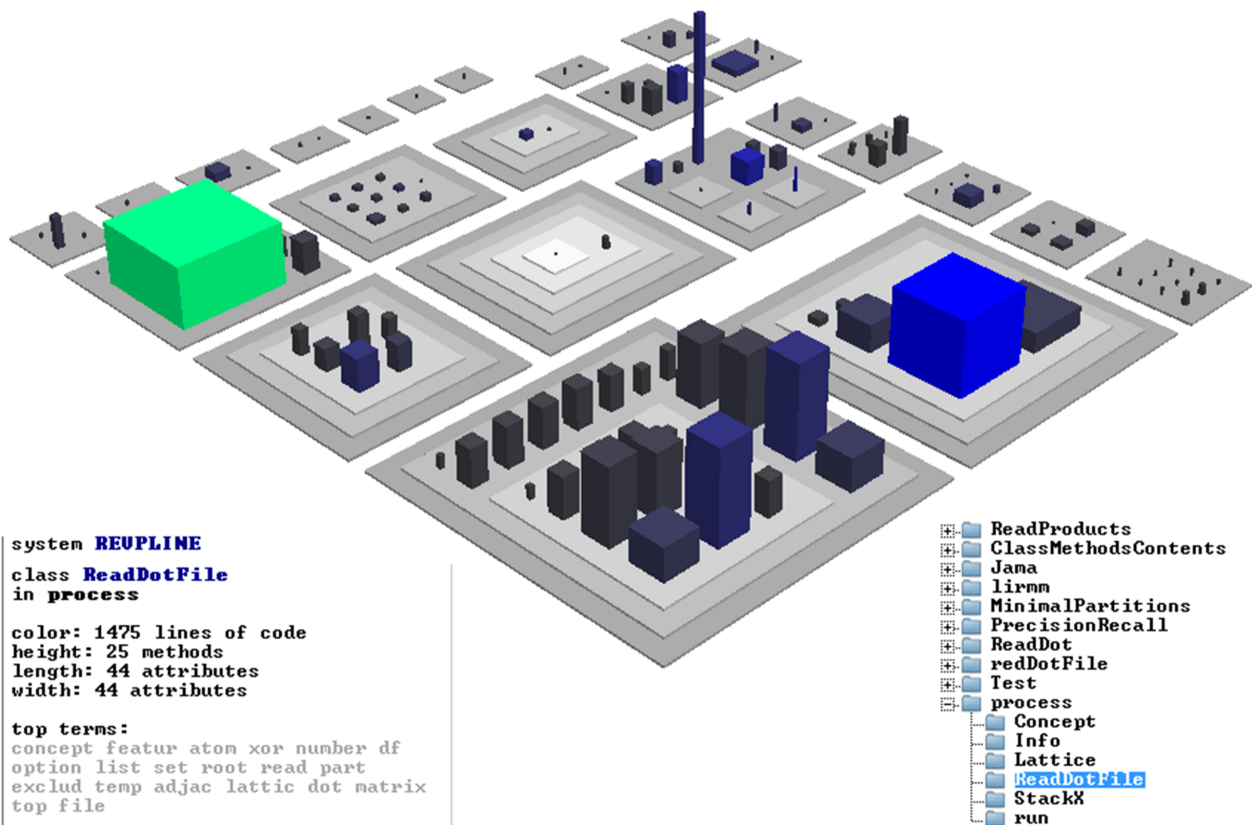 system REVPLINE
class ReadDotFile
in process
color: 1475 lines of code
height: 25 methods
length: 44 attributes
width: 44 attributes
top terms:
concept featur atom xor number df
option list set root read part
exclud temp adjac lattic dot matrix
top file
ReadProducts
ClassMethodsContents
Jama
lirmm
MinimalPartitions
PrecisionRecall
ReadDot
redDotFile
Test
process
Concept
Info
Lattice
ReadDotFile
StackX
run